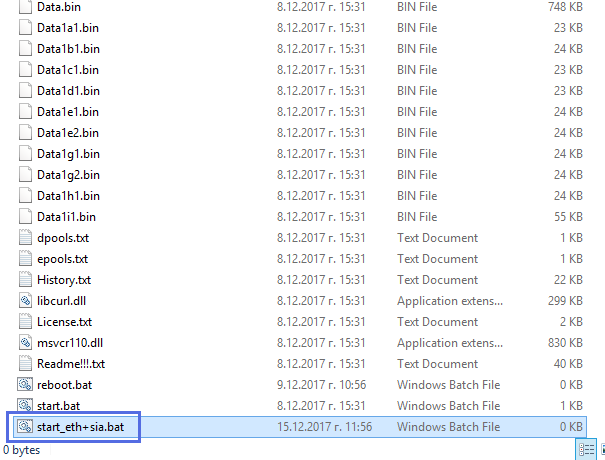 Data.bin 8.12.2017 г. 15:31 BIN File 748 KB
Data1a1.bin 8.12.2017 г. 15:31 BIN File 23 KB
Data1b1.bin 8.12.2017 г. 15:31 BIN File 24 KB
Data1c1.bin 8.12.2017 г. 15:31 BIN File 23 KB
Data1d1.bin 8.12.2017 г. 15:31 BIN File 23 KB
Data1e1.bin 8.12.2017 г. 15:31 BIN File 24 KB
Data1e2.bin 8.12.2017 г. 15:31 BIN File 24 KB
Data1g1.bin 8.12.2017 г. 15:31 BIN File 24 KB
Data1g2.bin 8.12.2017 г. 15:31 BIN File 24 KB
Data1h1.bin 8.12.2017 г. 15:31 BIN File 24 KB
Data1i1.bin 8.12.2017 г. 15:31 BIN File 55 KB
dpools.txt 8.12.2017 г. 15:31 Text Document 1 KB
epools.txt 8.12.2017 г. 15:31 Text Document 1 KB
History.txt 8.12.2017 г. 15:31 Text Document 22 KB
libcurl.dll 8.12.2017 г. 15:31 Application extens... 299 KB
License.txt 8.12.2017 г. 15:31 Text Document 2 KB
msvcr110.dll 8.12.2017 г. 15:31 Application extens... 830 KB
Readme!!!.txt 8.12.2017 г. 15:31 Text Document 40 KB
reboot.bat 9.12.2017 г. 10:56 Windows Batch File 0 KB
start.bat 8.12.2017 г. 15:31 Windows Batch File 1 KB
start_eth+sia.bat 15.12.2017 г. 11:56 Windows Batch File 0 KB
0 bytes